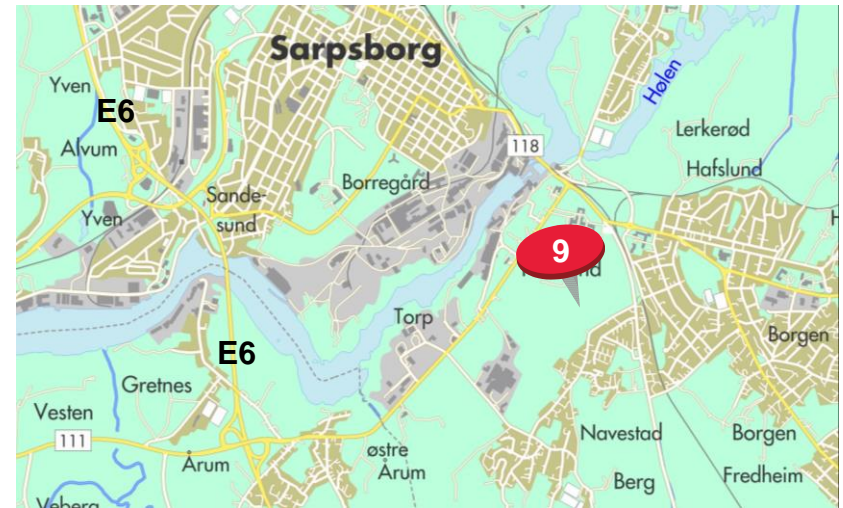 Sarpsborg
Yven
E6
Hølen
Alvum
118
Lerkerød
Borregård
Hafslund
Sande-
sund
Yven
9
Torp
Borgen
E6
Gretnes
Vesten
111
Navestad
Borgen
Årum
østre
Årum
Berg
Fredheim